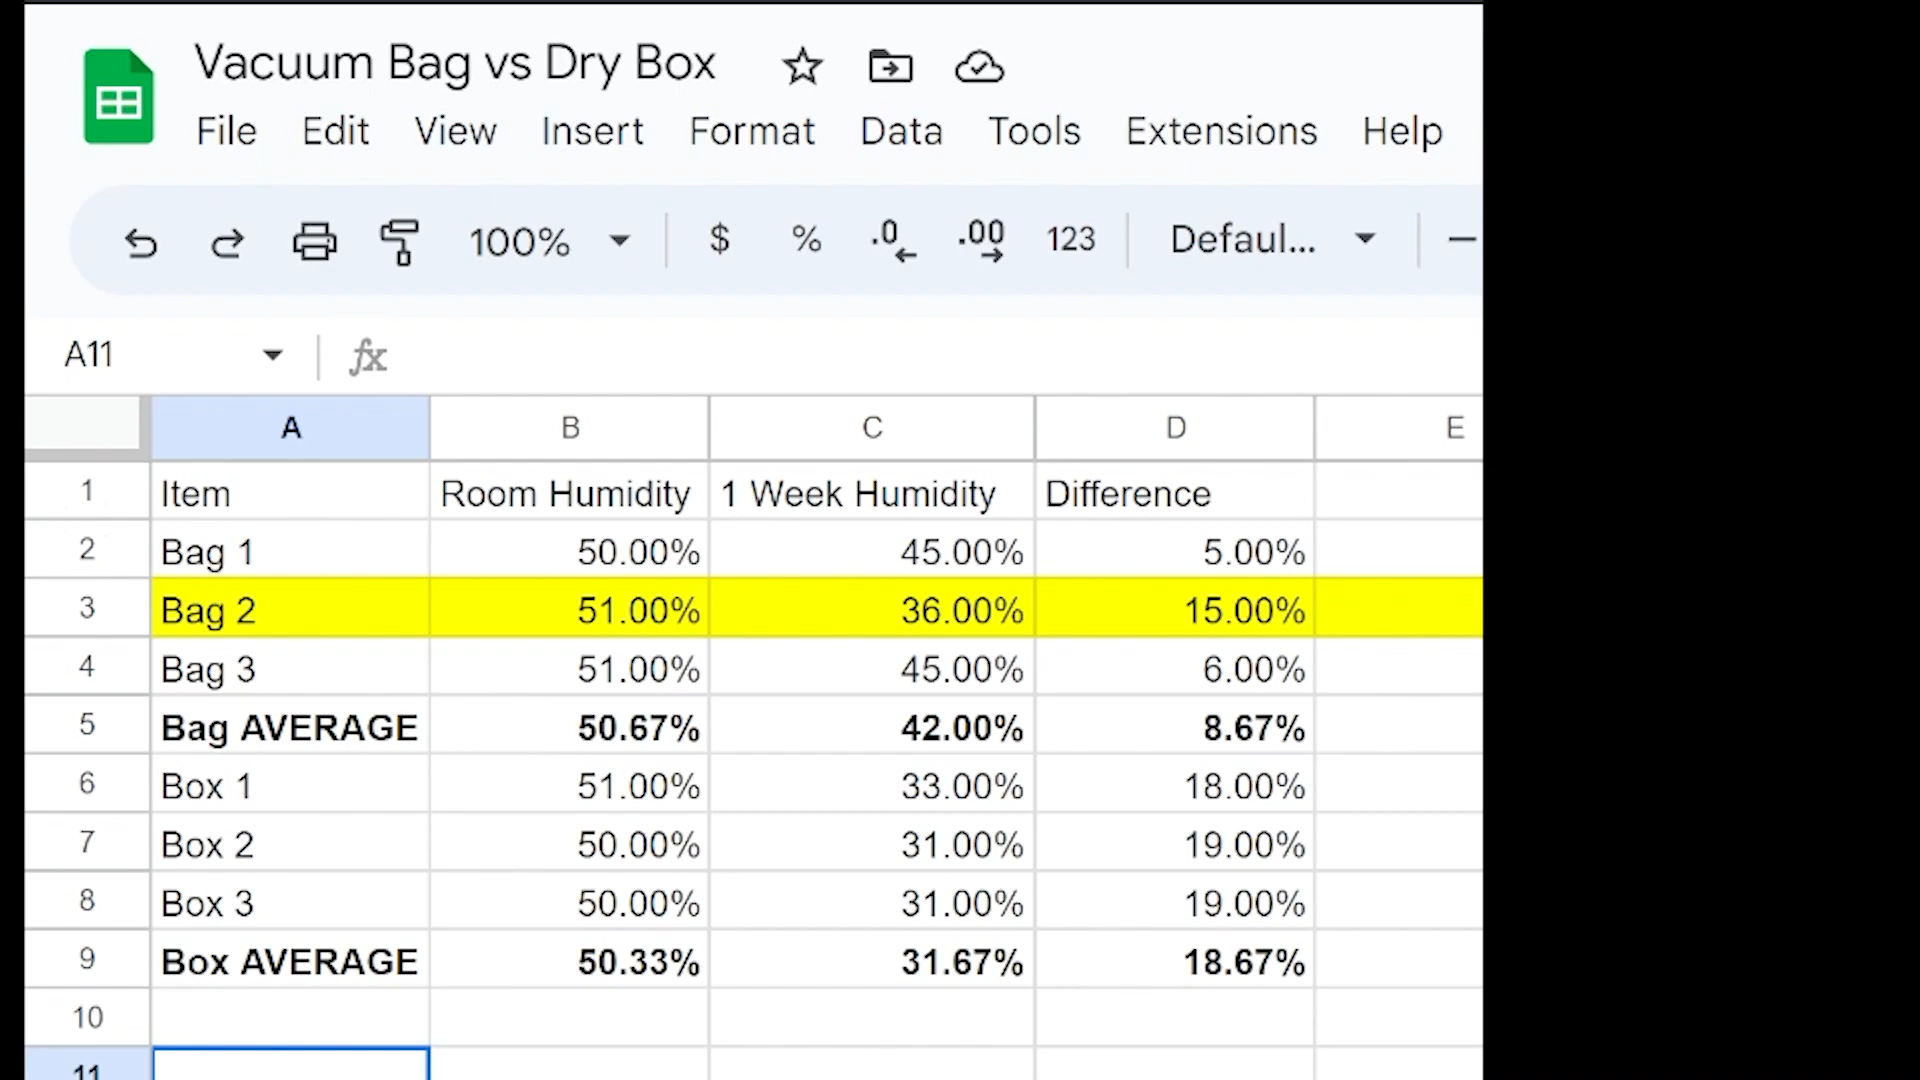 Vacuum Bag vs Dry Box
File Edit View Insert Format Data Tools Extensions Help
100% $ % .0 .00 123 Defaul...
A11 fx
A B C D E
1 Item Room Humidity 1 Week Humidity Difference
2 Bag 1 50.00% 45.00% 5.00%
3 Bag 2 51.00% 36.00% 15.00%
4 Bag 3 51.00% 45.00% 6.00%
5 Bag AVERAGE 50.67% 42.00% 8.67%
6 Box 1 51.00% 33.00% 18.00%
7 Box 2 50.00% 31.00% 19.00%
8 Box 3 50.00% 31.00% 19.00%
9 Box AVERAGE 50.33% 31.67% 18.67%
10
11